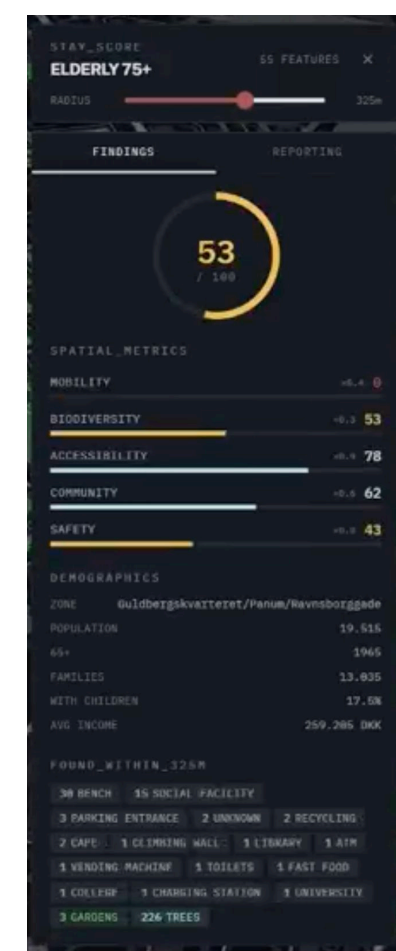 STAY_SCORE
ELDERLY 75+
55 FEATURES ×
RADIUS 325m
FINDINGS REPORTING
53
/ 100
SPATIAL_METRICS
MOBILITY 0
BIODIVERSITY 53
ACCESSIBILITY 78
COMMUNITY 62
SAFETY 43
DEMOGRAPHICS
ZONE Guldbergskvarteret/Panum/Ravnsborggade
POPULATION 19.515
65+ 1965
FAMILIES 13.035
WITH CHILDREN 17.5%
AVG INCOME 259.205 DKK
FOUND_WITHIN_325M
30 BENCH 15 SOCIAL FACILITY
3 PARKING ENTRANCE 2 UNKNOWN 2 RECYCLING
2 CAFE 1 CLIMBING WALL 1 LIBRARY 1 ATM
1 VENDING MACHINE 1 TOILETS 1 FAST FOOD
1 COLLEGE 1 CHARGING STATION 1 UNIVERSITY
3 GARDENS 226 TREES